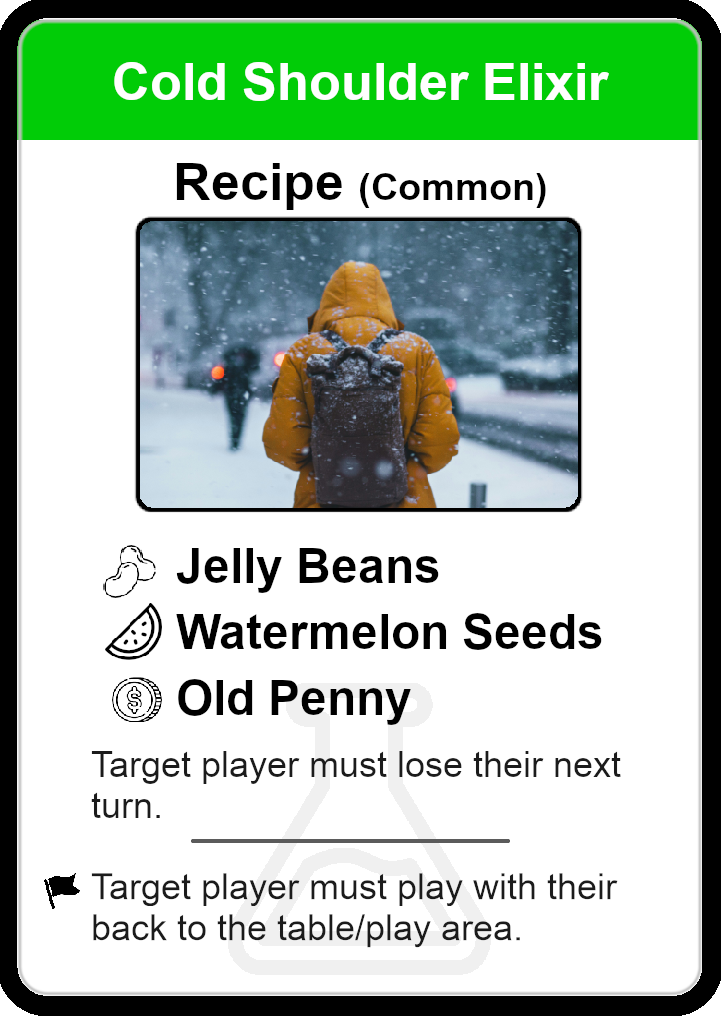 Cold Shoulder Elixir
Recipe (Common)
Jelly Beans
Watermelon Seeds
Old Penny
Target player must lose their next
turn.
Target player must play with their
back to the table/play area.